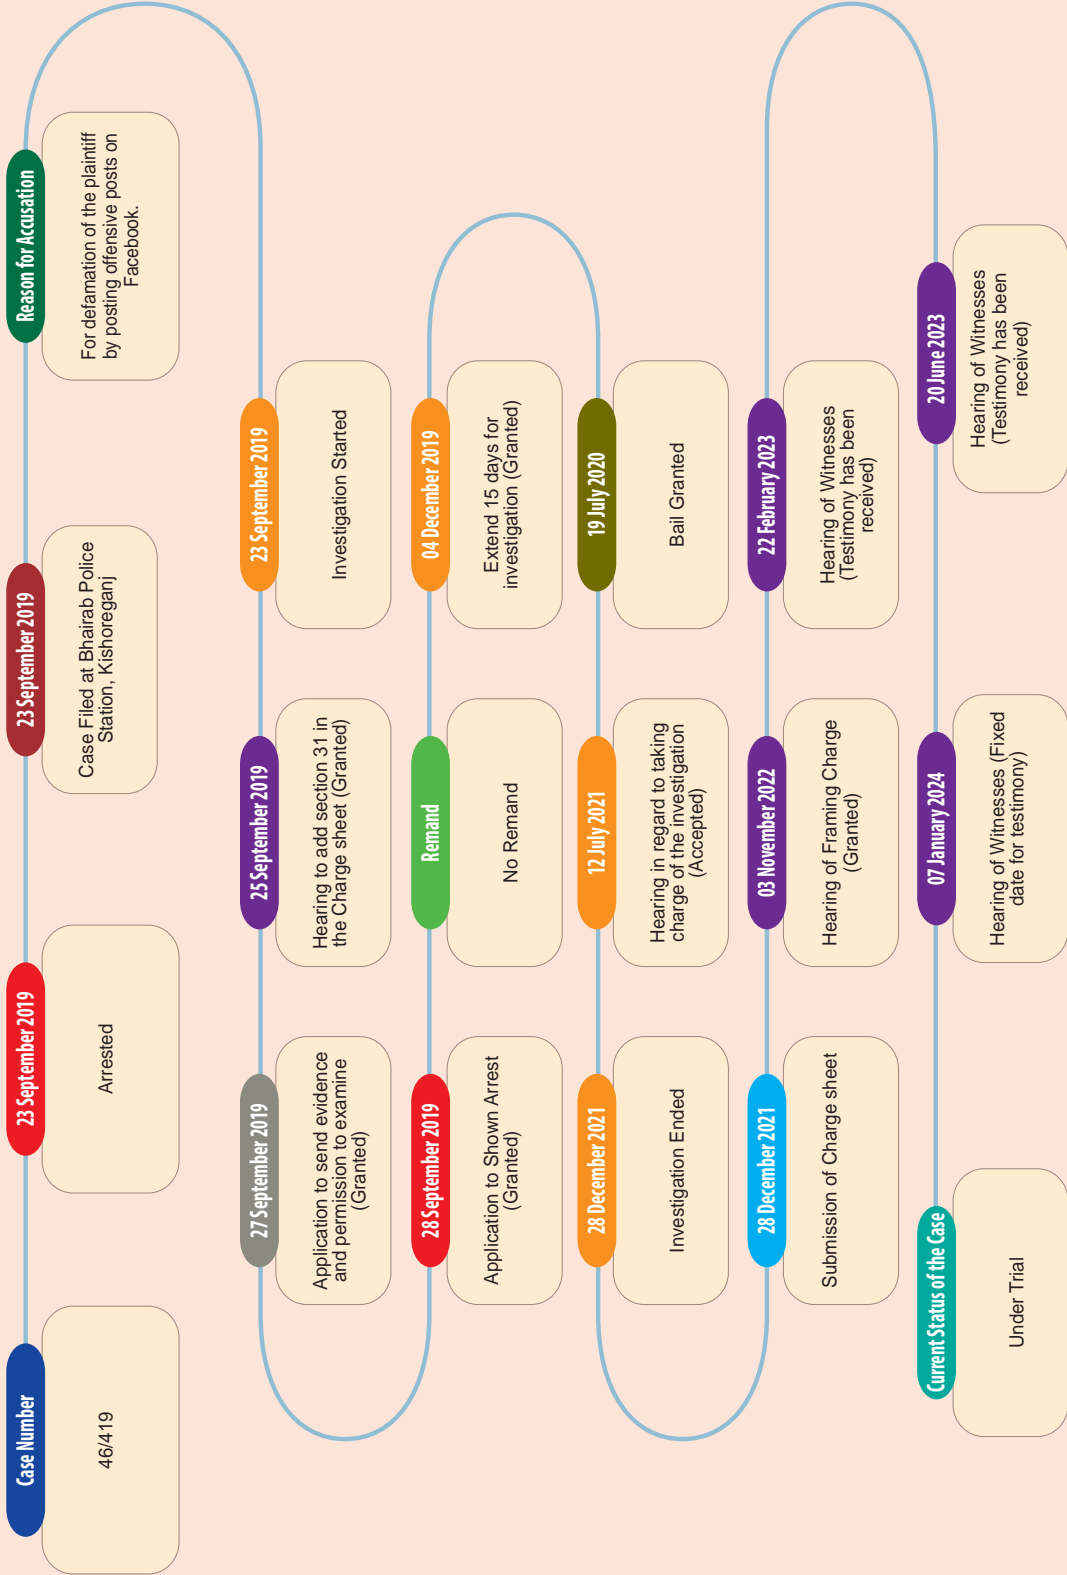 Case Number
46/419
23 September 2019
Arrested
23 September 2019
Case Filed at Bhairab Police
Station, Kishoreganj
Reason for Accusation
For defamation of the plaintiff
by posting offensive posts on
Facebook.
23 September 2019
Investigation Started
25 September 2019
Hearing to add section 31 in
the Charge sheet (Granted)
27 September 2019
Application to send evidence
and permission to examine
(Granted)
28 September 2019
Application to Shown Arrest
(Granted)
Remand
No Remand
04 December 2019
Extend 15 days for
investigation (Granted)
19 July 2020
Bail Granted
12 July 2021
Hearing in regard to taking
charge of the investigation
(Accepted)
28 December 2021
Investigation Ended
28 December 2021
Submission of Charge sheet
03 November 2022
Hearing of Framing Charge
(Granted)
22 February 2023
Hearing of Witnesses
(Testimony has been
received)
20 June 2023
Hearing of Witnesses
(Testimony has been
received)
07 January 2024
Hearing of Witnesses (Fixed
date for testimony)
Current Status of the Case
Under Trial